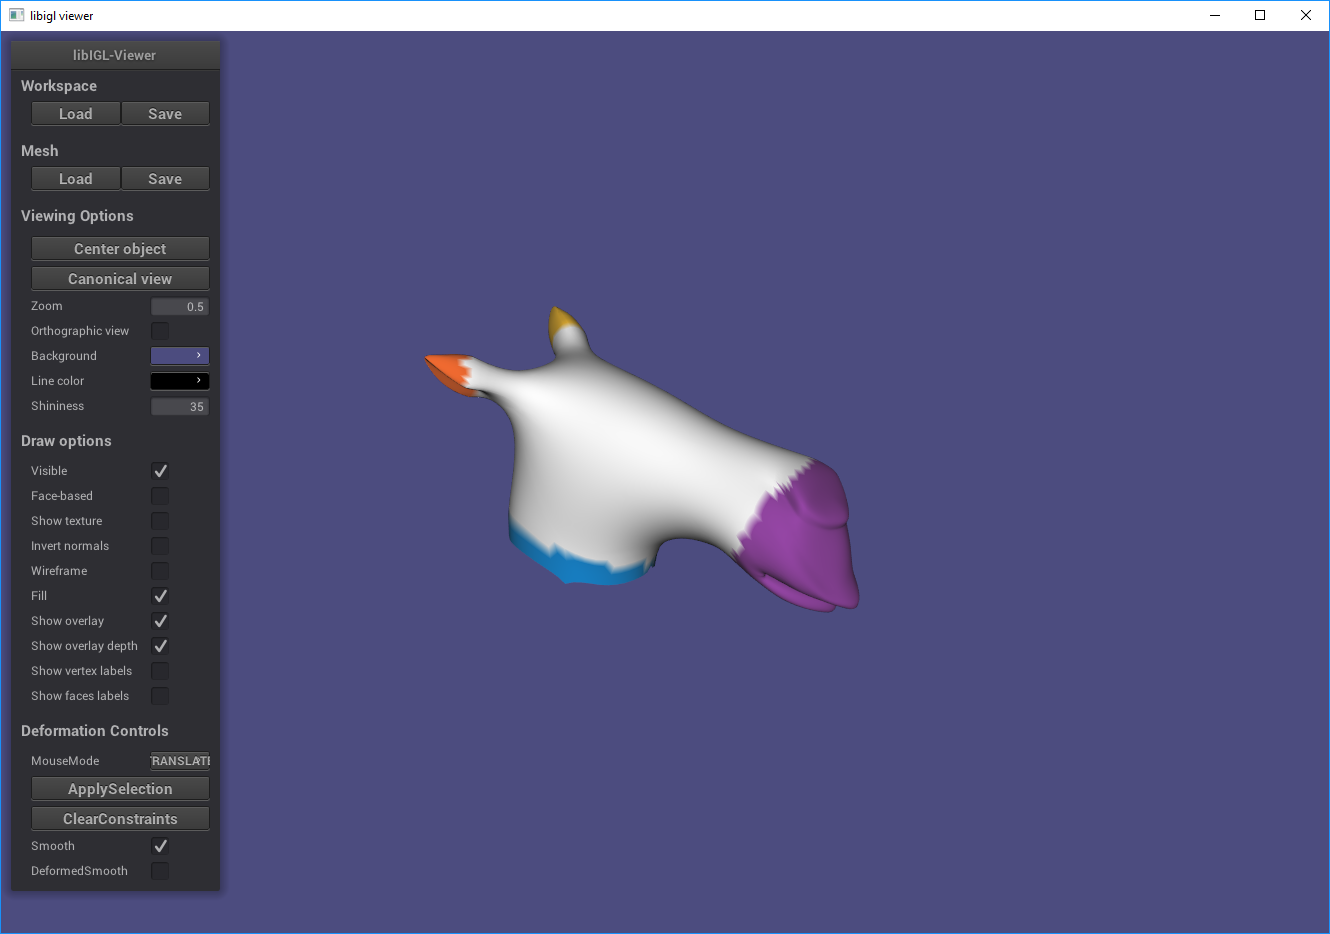 libigl viewer
libIGL-Viewer
Workspace
Load Save
Mesh
Load Save
Viewing Options
Center object
Canonical view
Zoom 0.5
Orthographic view
Background
Line color
Shininess 35
Draw options
Visible
Face-based
Show texture
Invert normals
Wireframe
Fill
Show overlay
Show overlay depth
Show vertex labels
Show faces labels
Deformation Controls
MouseMode TRANSLATE
ApplySelection
ClearConstraints
Smooth
DeformedSmooth